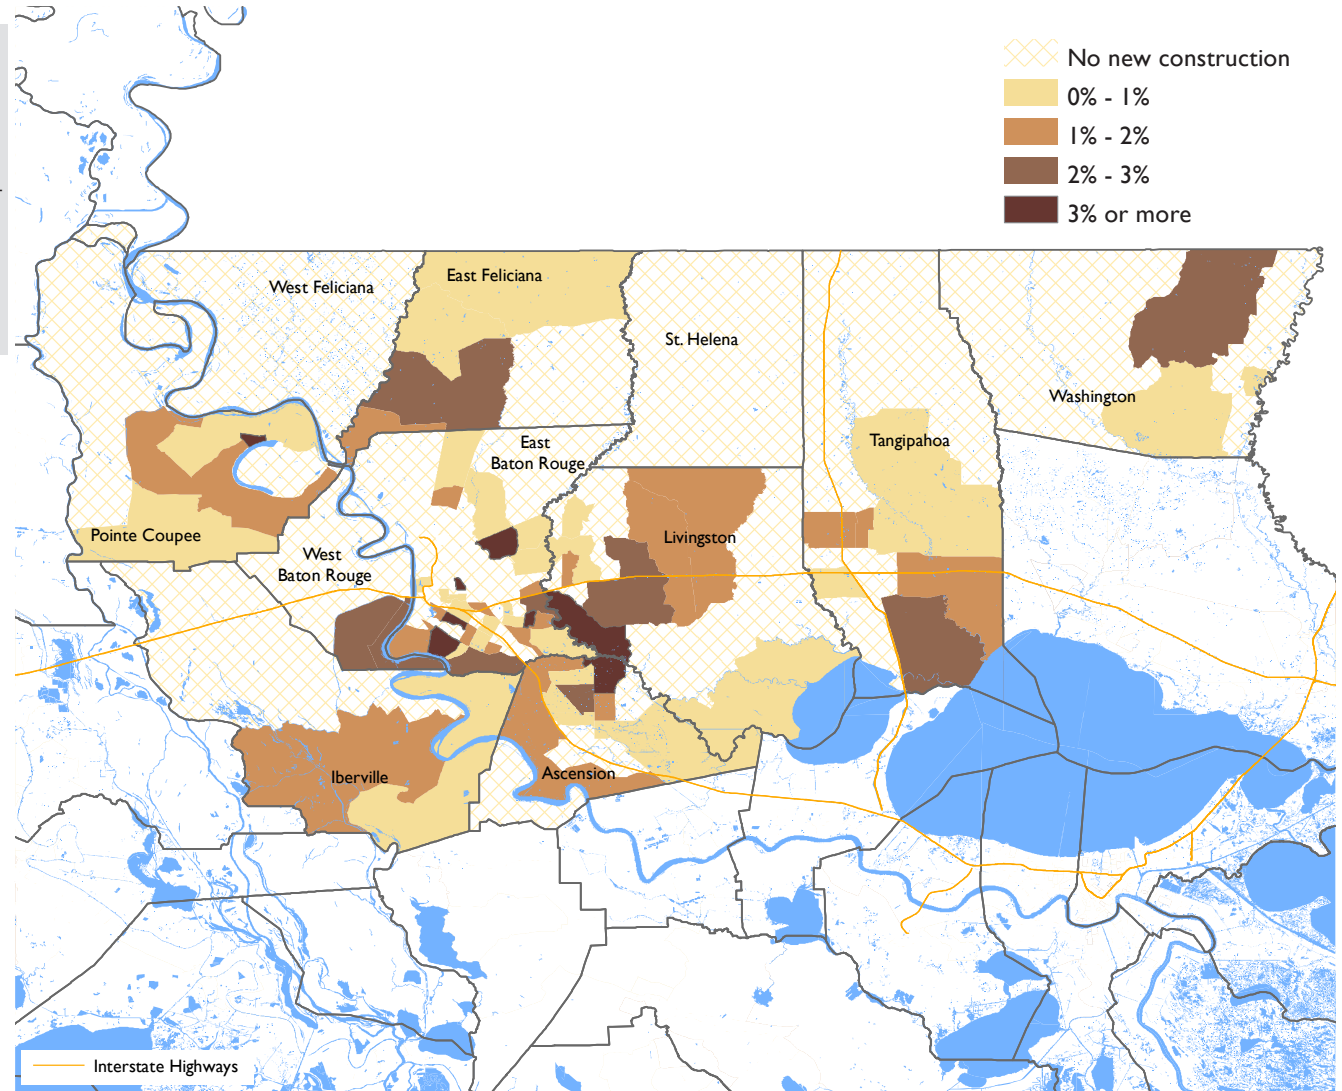 No new construction
0% - 1%
1% - 2%
2% - 3%
3% or more
West Feliciana
East Feliciana
St. Helena
Washington
Tangipahoa
East
Baton Rouge
Livingston
Pointe Coupee
West
Baton Rouge
Iberville
Ascension
Interstate Highways